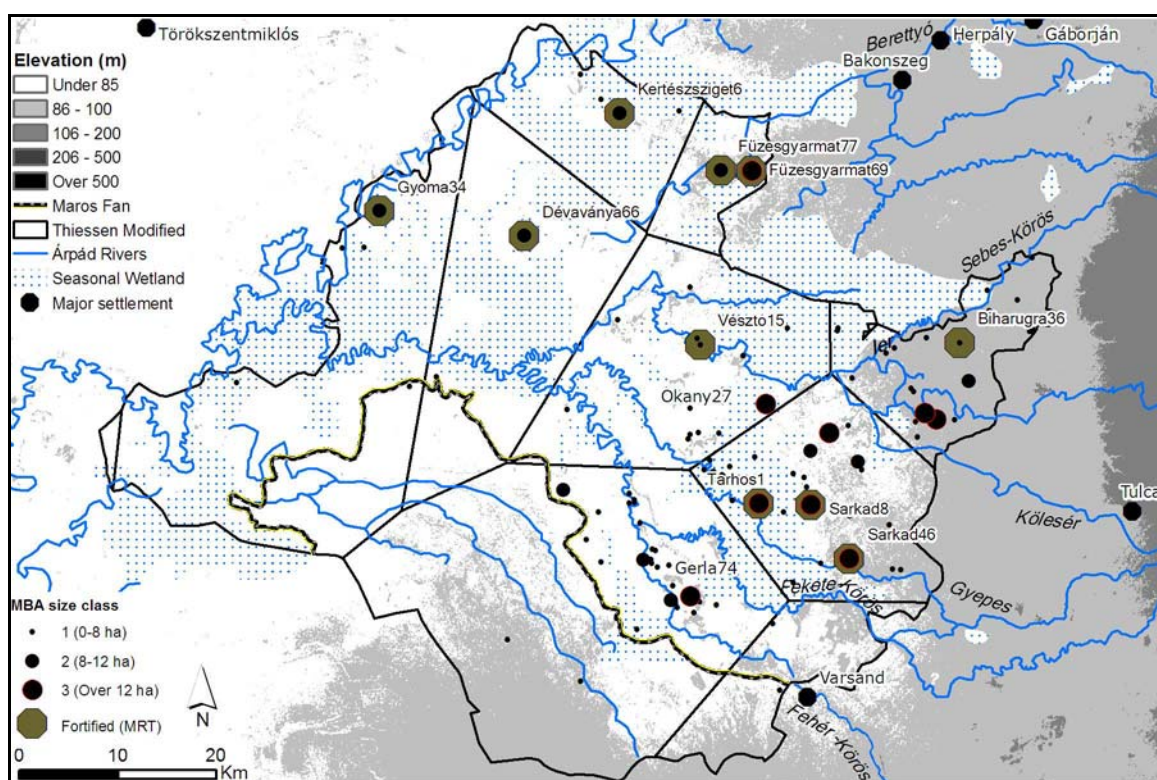 Törökszentmiklós
Herpály
Gáborján
Berettyó
Bakonszeg
Elevation (m)
Under 85
86 - 100
106 - 200
206 - 500
Over 500
Maros Fan
Thiessen Modified
Árpád Rivers
Seasonal Wetland
Major settlement
Kertészsziget6
Füzesgyarmat77
Füzesgyarmat69
Gyoma34
Dévaványa66
Sebes-Körös
Vészto15
Biharugra36
Ier
Okany27
Tarhos1
Sarkad8
Tulca
Kölesér
Sarkad46
Gerla74
Fekete-Körös
Gyepes
Varsand
Fehér-Körös
MBA size class
1 (0-8 ha)
2 (8-12 ha)
3 (Over 12 ha)
Fortified (MRT)
N
0 10 20
Km